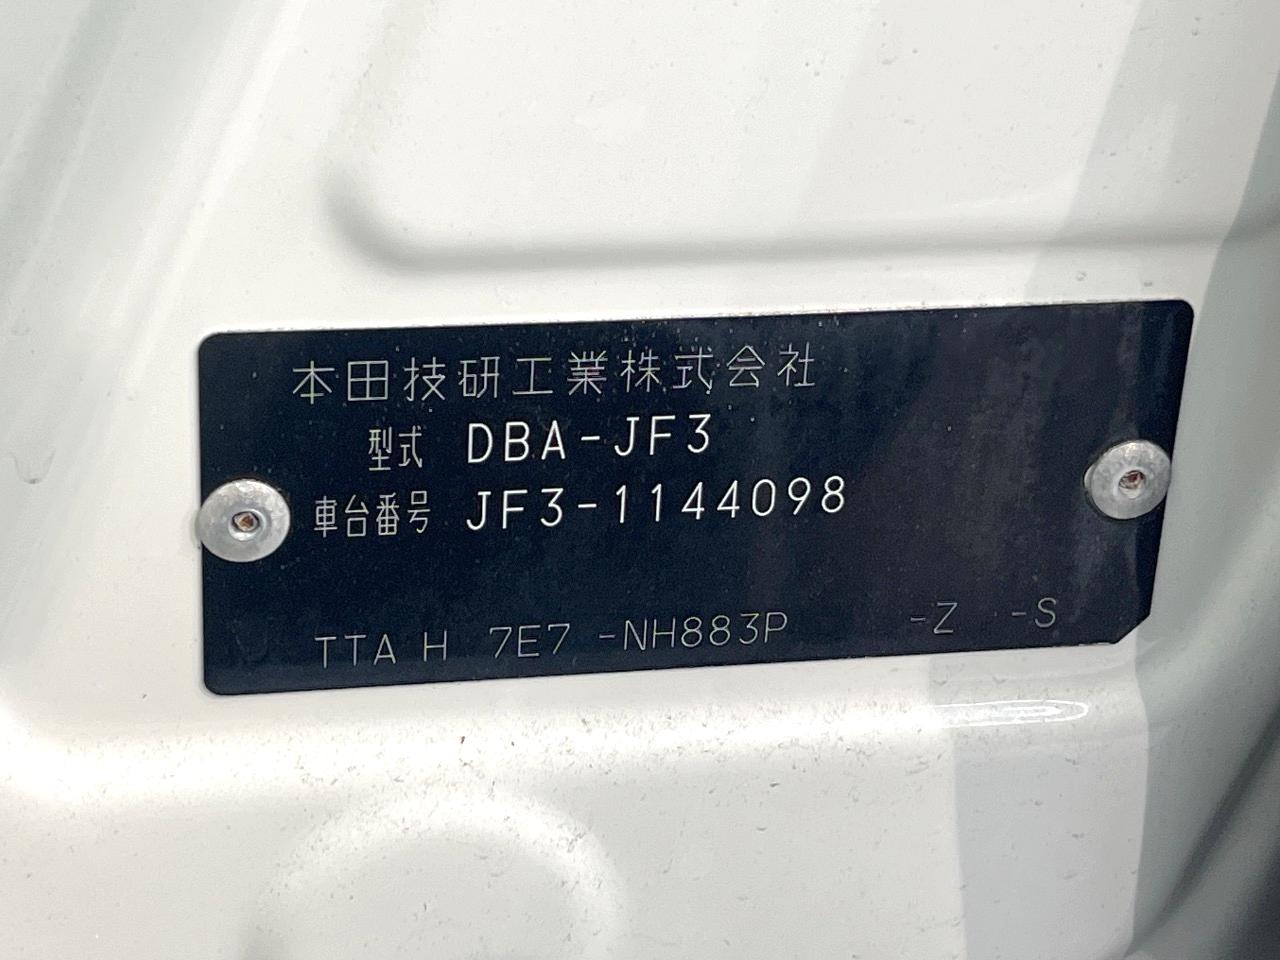 本田技研工業株式会社
型式 DBA-JF3
車台番号 JF3-1144098
TTA H 7E7 -NH883P -Z -S